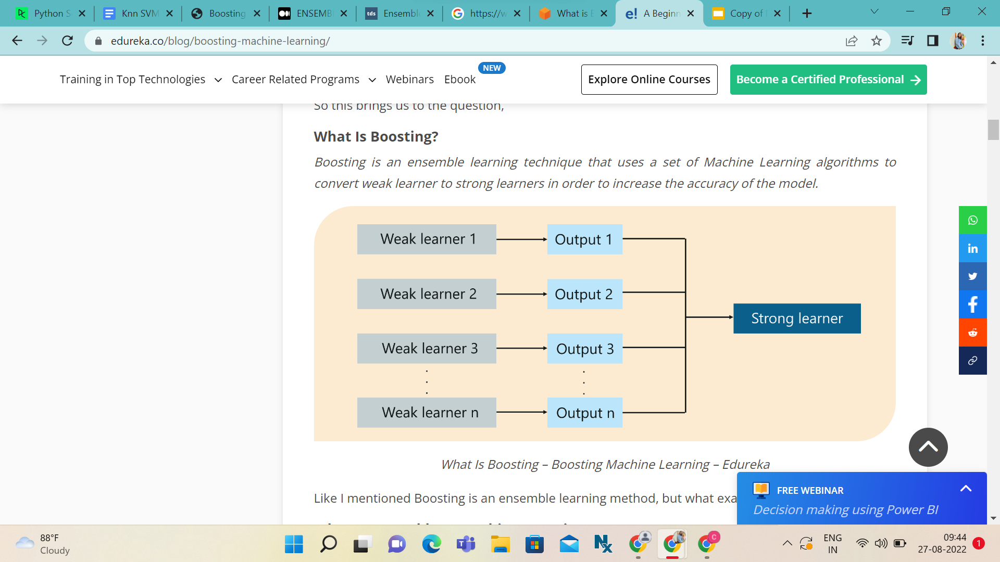 Python S
Knn SVM
Boosting
ENSEMB
tds Ensembl
https://w
What is E
e! A Beginn
Copy of
edureka.co/blog/boosting-machine-learning/
Training in Top Technologies
Career Related Programs
Webinars
Ebook
NEW
Explore Online Courses
Become a Certified Professional
So this brings us to the question,
What Is Boosting?
Boosting is an ensemble learning technique that uses a set of Machine Learning algorithms to
convert weak learner to strong learners in order to increase the accuracy of the model.
Weak learner 1
Output 1
Weak learner 2
Output 2
Strong learner
Weak learner 3
Output 3
Weak learner n
Output n
What Is Boosting – Boosting Machine Learning – Edureka
Like I mentioned Boosting is an ensemble learning method, but what exa
FREE WEBINAR
Decision making using Power BI
88°F
Cloudy
ENG
IN
09:44
27-08-2022
1